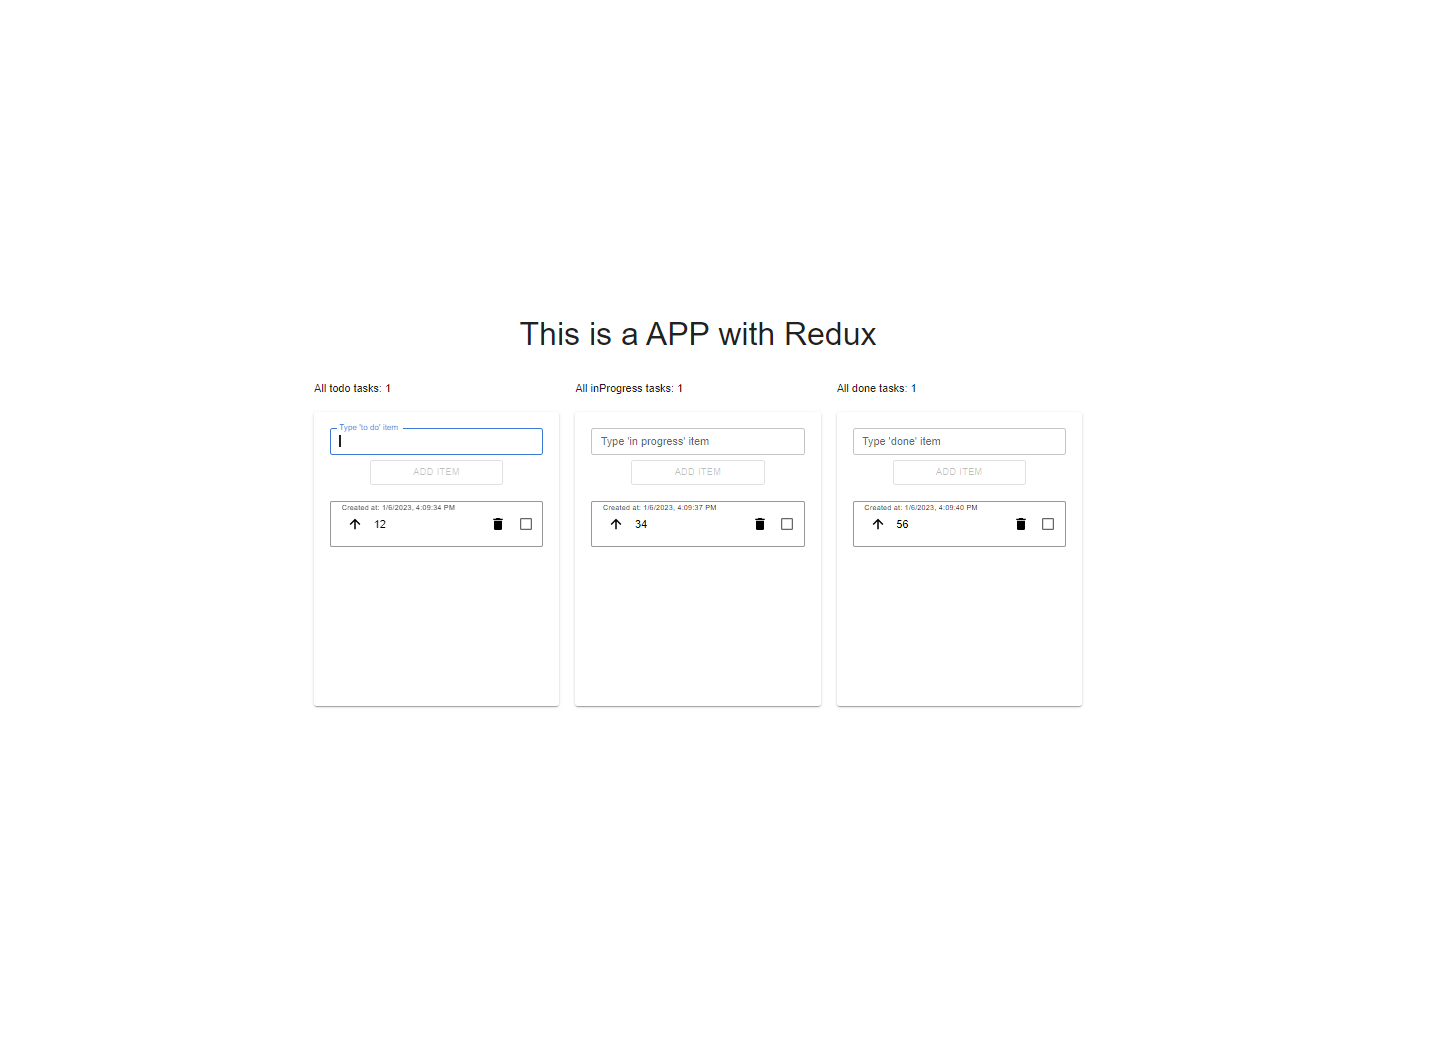 This is a APP with Redux
All todo tasks: 1
All inProgress tasks: 1
All done tasks: 1
Type 'to do' item
ADD ITEM
Created at: 1/6/2023, 4:09:34 PM
12
Type 'in progress' item
ADD ITEM
Created at: 1/6/2023, 4:09:37 PM
34
Type 'done' item
ADD ITEM
Created at: 1/6/2023, 4:09:40 PM
56